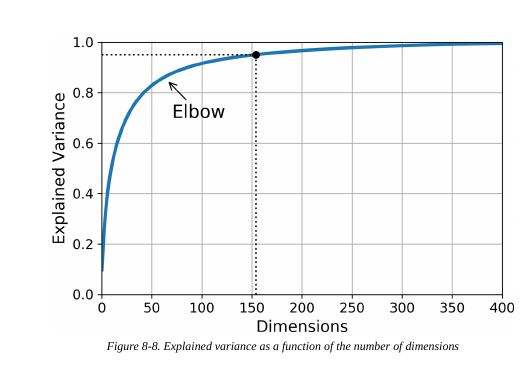 1.0
0.8
0.6
0.4
0.2
0.0
Explained Variance
Elbow
0 50 100 150 200 250 300 350 400
Dimensions
Figure 8-8. Explained variance as a function of the number of dimensions